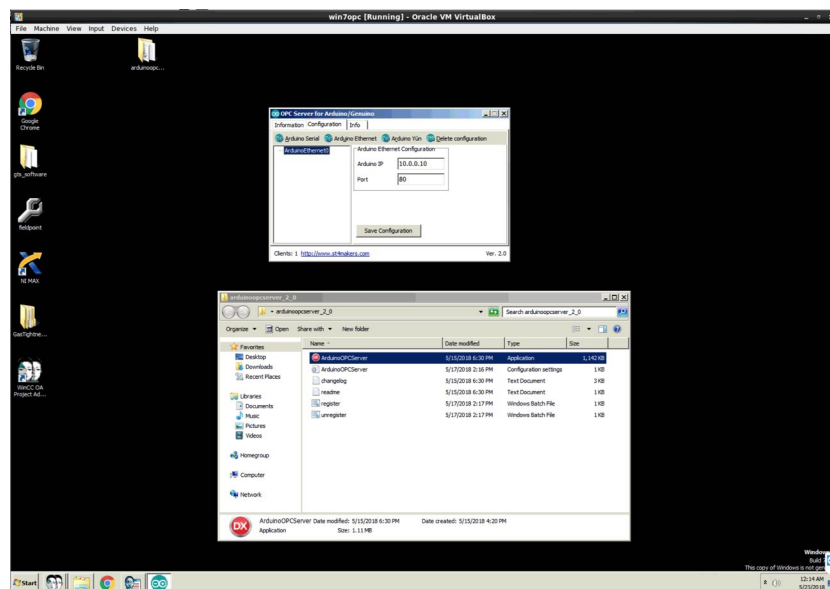 win7opc [Running] - Oracle VM VirtualBox
File Machine View Input Devices Help
Recycle Bin
arduinoopc...
Google Chrome
gts_software
fieldpoint
NI MAX
GasTightne...
WinCC OA
Project Ad...
OPC Server for Arduino/Genuino
Information Configuration Info
Arduino Serial Arduino Ethernet Arduino Yún Delete configuration
ArduinoEthernet0
Arduino Ethernet Configuration
Arduino IP 10.0.0.10
Port 80
Save Configuration
Clients: 1 http://www.st4makers.com Ver. 2.0
arduinoopcserver_2_0
arduinoopcserver_2_0 Search arduinoopcserver_2_0
Organize Open Share with New folder
Favorites
Desktop
Downloads
Recent Places
Libraries
Documents
Music
Pictures
Videos
Homegroup
Computer
Network
Name Date modified Type Size
ArduinoOPCServer 5/15/2018 6:30 PM Application 1,142 KB
ArduinoOPCServer 5/17/2018 2:16 PM Configuration settings 1 KB
changelog 5/15/2018 6:30 PM Text Document 3 KB
readme 5/15/2018 6:30 PM Text Document 1 KB
register 5/17/2018 2:17 PM Windows Batch File 1 KB
unregister 5/17/2018 2:17 PM Windows Batch File 1 KB
DX
ArduinoOPCServer Date modified: 5/15/2018 6:30 PM Date created: 5/15/2018 4:20 PM
Application Size: 1.11 MB
Window
Build 7
This copy of Windows is not gen
Start
12:14 AM
5/23/2018